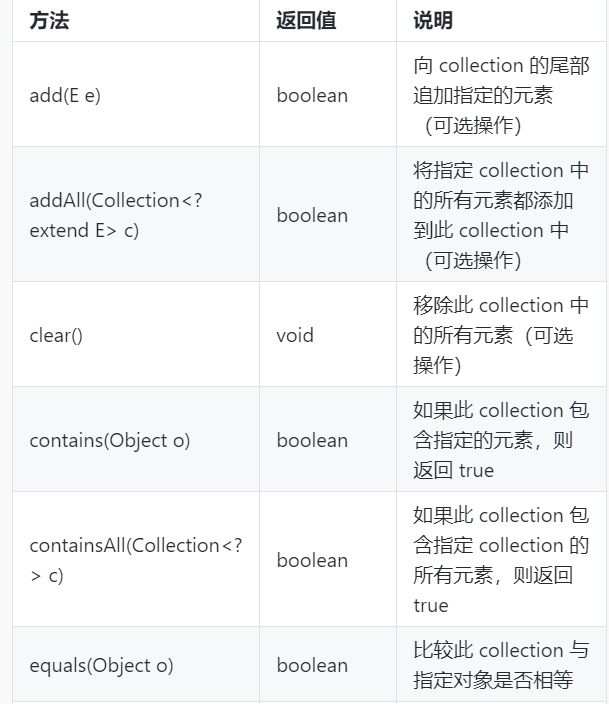 方法 返回值 说明
向 collection 的尾部
add(E e) boolean 追加指定的元素
（可选操作）
将指定 collection 中
addAll(Collection<? 的所有元素都添加
boolean
extend E> c) 到此 collection 中
（可选操作）
移除此 collection 中
clear() void 的所有元素（可选
操作）
如果此 collection 包
contains(Object o) boolean 含指定的元素，则
返回 true
如果此 collection 包
containsAll(Collection<? 含指定 collection 的
boolean
> c) 所有元素，则返回
true
比较此 collection 与
equals(Object o) boolean
指定对象是否相等